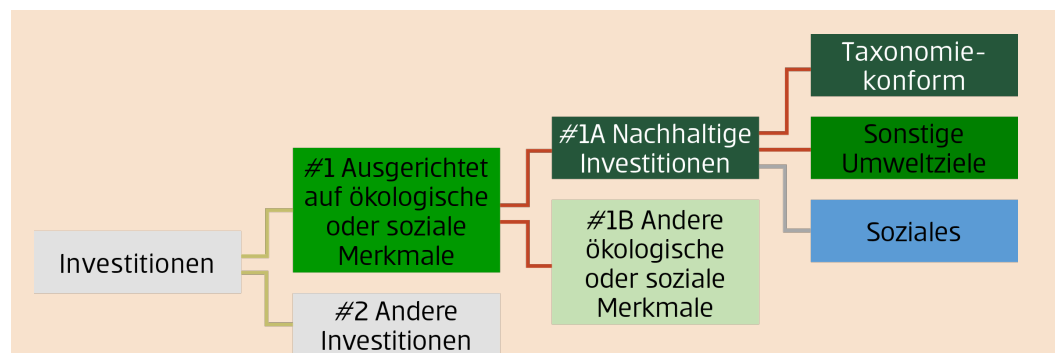 Taxonomie-
konform
#1A Nachhaltige
Investitionen
Sonstige
Umweltziele
#1 Ausgerichtet
auf ökologische
oder soziale
Merkmale
#1B Andere
ökologische
oder soziale
Merkmale
Soziales
Investitionen
#2 Andere
Investitionen